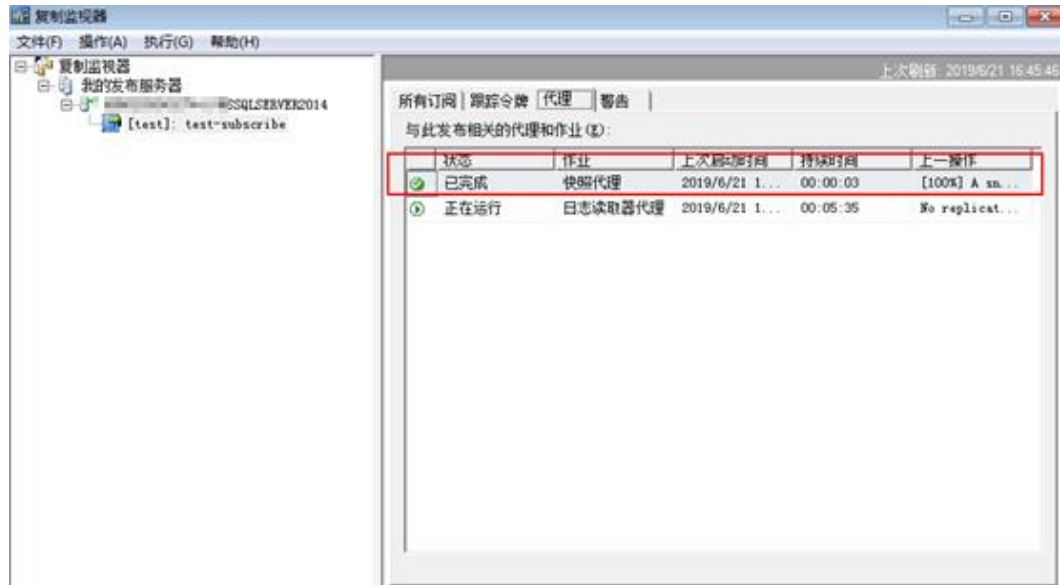 复制监视器
文件(F) 操作(A) 执行(G) 帮助(H)
复制监视器
我的发布服务器
SSQLSERVER2014
[test]: test-subscribe
上次刷新: 2019/6/21 16:45:46
所有订阅 跟踪令牌 代理 警告
与此发布相关的代理和作业(E):
状态 作业 上次启动时间 持续时间 上一操作
已完成 快照代理 2019/6/21 1... 00:00:03 [100%] A sn...
正在运行 日志读取器代理 2019/6/21 1... 00:05:35 No replicat...